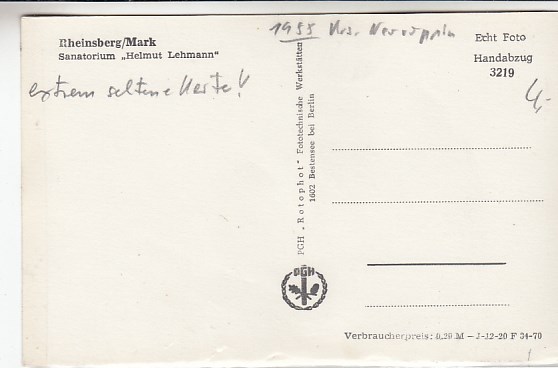 Rheinsberg/Mark
Sanatorium „Helmut Lehmann“
extrem seltene Karte!
1955 Krs. Neuruppin
Echt Foto
Handabzug
3219
4,-
PGH „Rotophot“ Fototechnische Werkstätten
1602 Bestensee bei Berlin
PGH
Verbraucherpreis: 0,20 M – 1-12-20 F 34-70